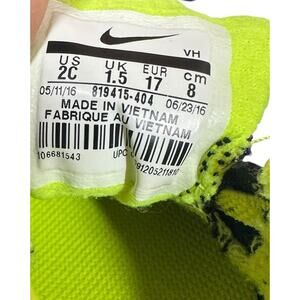 VH
US UK EUR cm
2C 1.5 17 8
05/11/16 819415-404 06/23/16
MADE IN VIETNAM
FABRIQUE AU VIETNAM
UPC